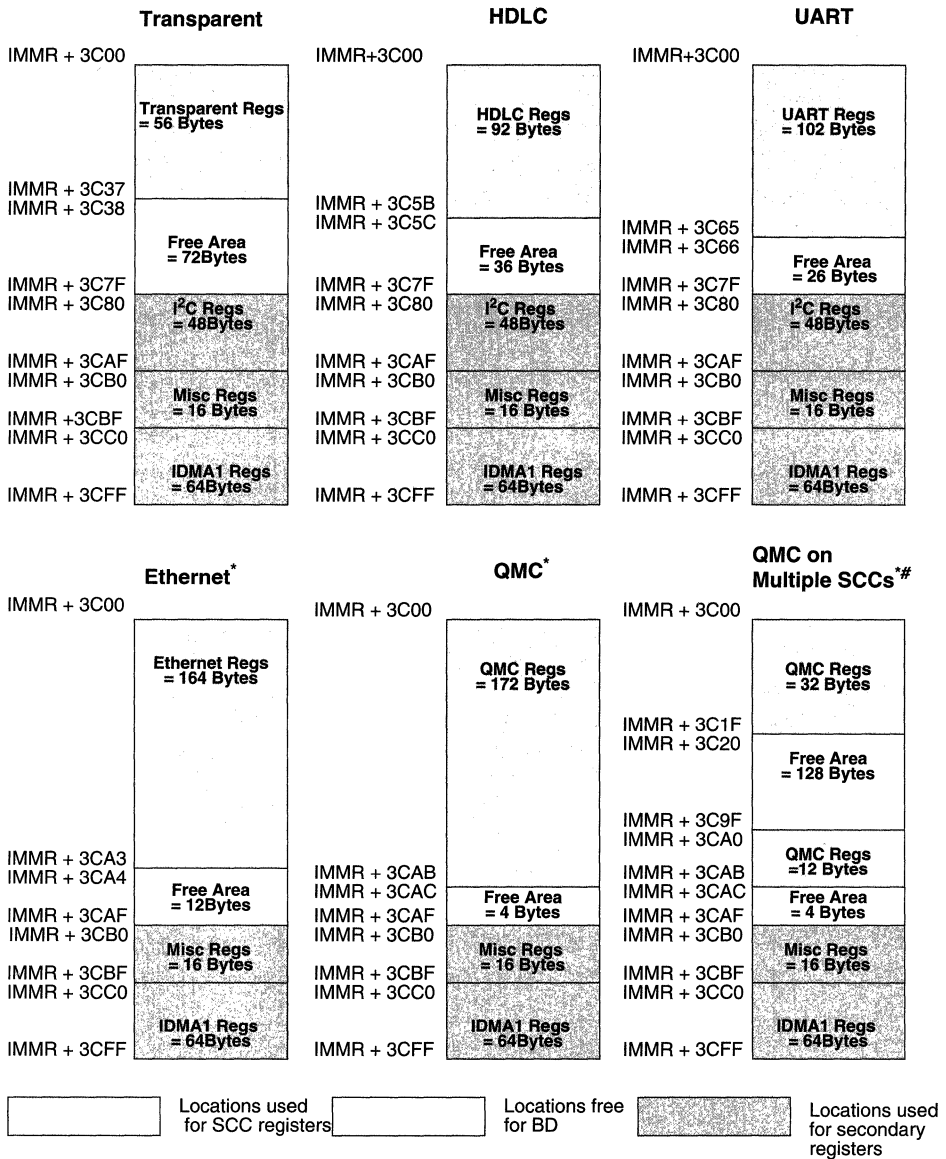 Transparent
IMMR + 3C00
Transparent Regs
= 56 Bytes
IMMR + 3C37
IMMR + 3C38
Free Area
= 72Bytes
IMMR + 3C7F
IMMR + 3C80
I²C Regs
= 48Bytes
IMMR + 3CAF
IMMR + 3CB0
Misc Regs
= 16 Bytes
IMMR +3CBF
IMMR + 3CC0
IDMA1 Regs
= 64Bytes
IMMR + 3CFF
HDLC
IMMR+3C00
HDLC Regs
= 92 Bytes
IMMR + 3C5B
IMMR + 3C5C
Free Area
= 36 Bytes
IMMR + 3C7F
IMMR + 3C80
I²C Regs
= 48Bytes
IMMR + 3CAF
IMMR + 3CB0
Misc Regs
= 16 Bytes
IMMR + 3CBF
IMMR + 3CC0
IDMA1 Regs
= 64Bytes
IMMR + 3CFF
UART
IMMR+3C00
UART Regs
= 102 Bytes
IMMR + 3C65
IMMR + 3C66
Free Area
= 26 Bytes
IMMR + 3C7F
IMMR + 3C80
I²C Regs
= 48Bytes
IMMR + 3CAF
IMMR + 3CB0
Misc Regs
= 16 Bytes
IMMR + 3CBF
IMMR + 3CC0
IDMA1 Regs
= 64Bytes
IMMR + 3CFF
Ethernet*
IMMR + 3C00
Ethernet Regs
= 164 Bytes
IMMR + 3CA3
IMMR + 3CA4
Free Area
= 12Bytes
IMMR + 3CAF
IMMR + 3CB0
Misc Regs
= 16 Bytes
IMMR + 3CBF
IMMR + 3CC0
IDMA1 Regs
= 64Bytes
IMMR + 3CFF
QMC*
IMMR + 3C00
QMC Regs
= 172 Bytes
IMMR + 3CAB
IMMR + 3CAC
Free Area
= 4 Bytes
IMMR + 3CAF
IMMR + 3CB0
Misc Regs
= 16 Bytes
IMMR + 3CBF
IMMR + 3CC0
IDMA1 Regs
= 64Bytes
IMMR + 3CFF
QMC on
Multiple SCCs*#
IMMR + 3C00
QMC Regs
= 32 Bytes
IMMR + 3C1F
IMMR + 3C20
Free Area
= 128 Bytes
IMMR + 3C9F
IMMR + 3CA0
QMC Regs
=12 Bytes
IMMR + 3CAB
IMMR + 3CAC
Free Area
= 4 Bytes
IMMR + 3CAF
IMMR + 3CB0
Misc Regs
= 16 Bytes
IMMR + 3CBF
IMMR + 3CC0
IDMA1 Regs
= 64Bytes
IMMR + 3CFF
Locations used
for SCC registers
Locations free
for BD
Locations used
for secondary
registers